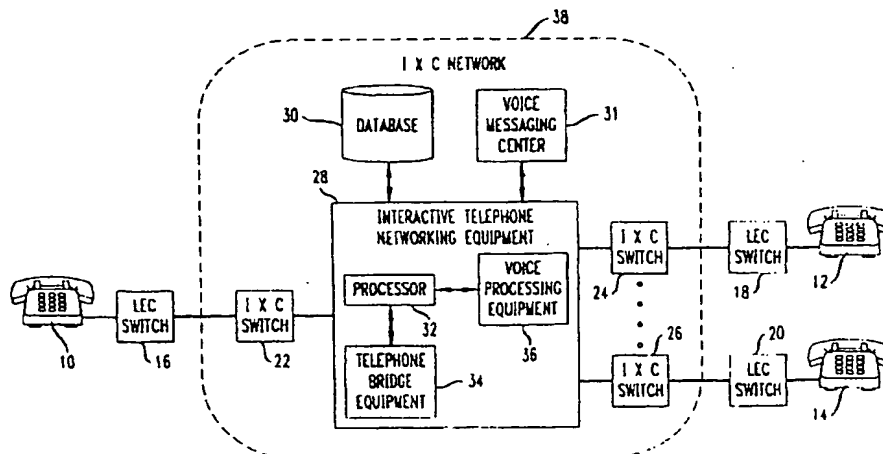 38
I X C NETWORK
30
DATABASE
VOICE
MESSAGING
CENTER
31
28
INTERACTIVE TELEPHONE
NETWORKING EQUIPMENT
PROCESSOR
32
VOICE
PROCESSING
EQUIPMENT
36
TELEPHONE
BRIDGE
EQUIPMENT
34
10
LEC
SWITCH
16
I X C
SWITCH
22
I X C
SWITCH
24
LEC
SWITCH
18
12
26
I X C
SWITCH
20
LEC
SWITCH
14